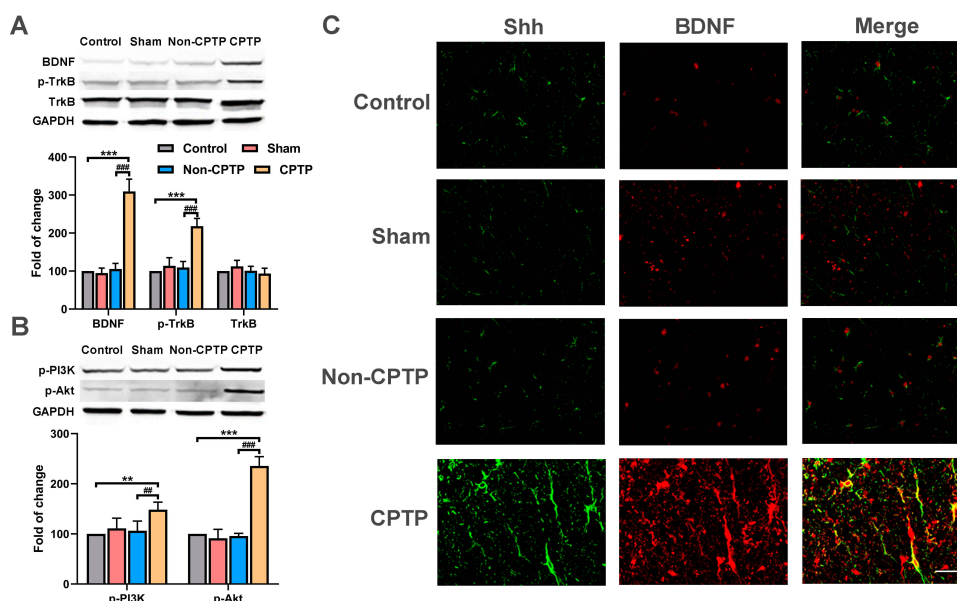 A
Control Sham Non-CPTP CPTP
BDNF
p-TrkB
TrkB
GAPDH
Control Sham
Non-CPTP CPTP
Fold of change
400
300
200
100
0
***
###
***
###
BDNF p-TrkB TrkB
B
Control Sham Non-CPTP CPTP
p-PI3K
p-Akt
GAPDH
Fold of change
300
200
100
0
**
##
***
###
p-PI3K p-Akt
C
Shh BDNF Merge
Control
Sham
Non-CPTP
CPTP